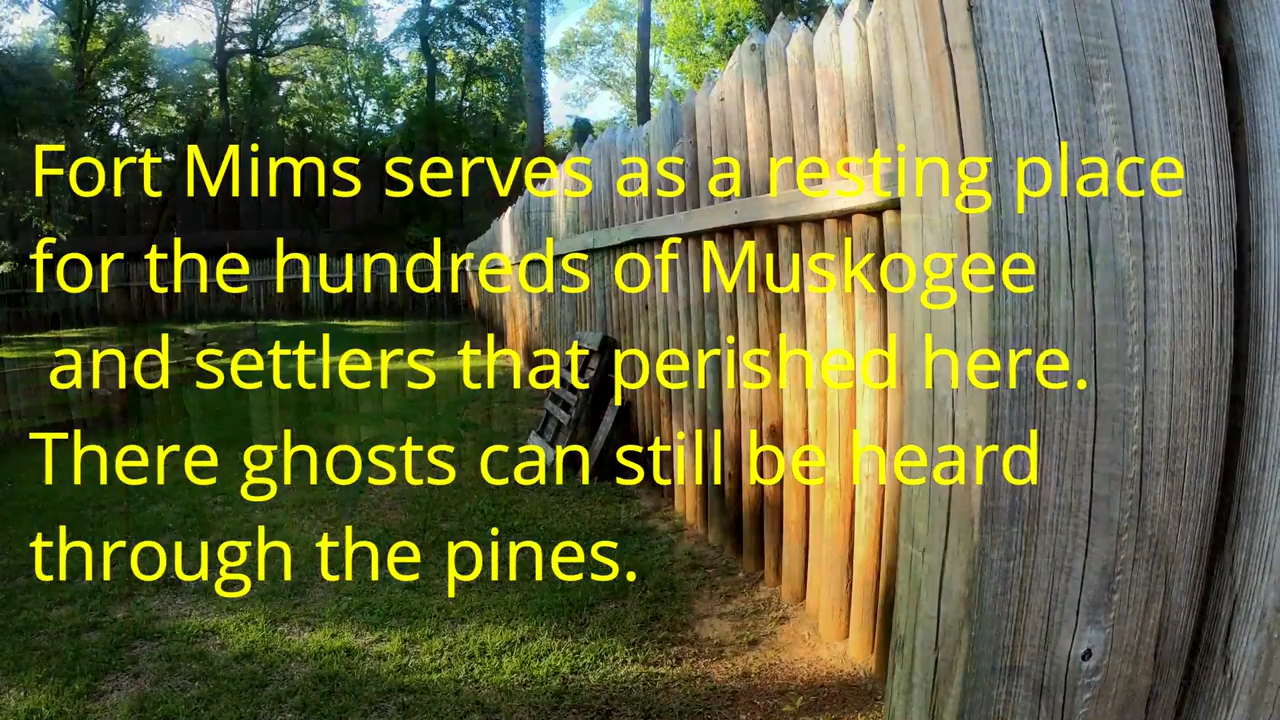 Fort Mims serves as a resting place
for the hundreds of Muskogee
and settlers that perished here.
There ghosts can still be heard
through the pines.